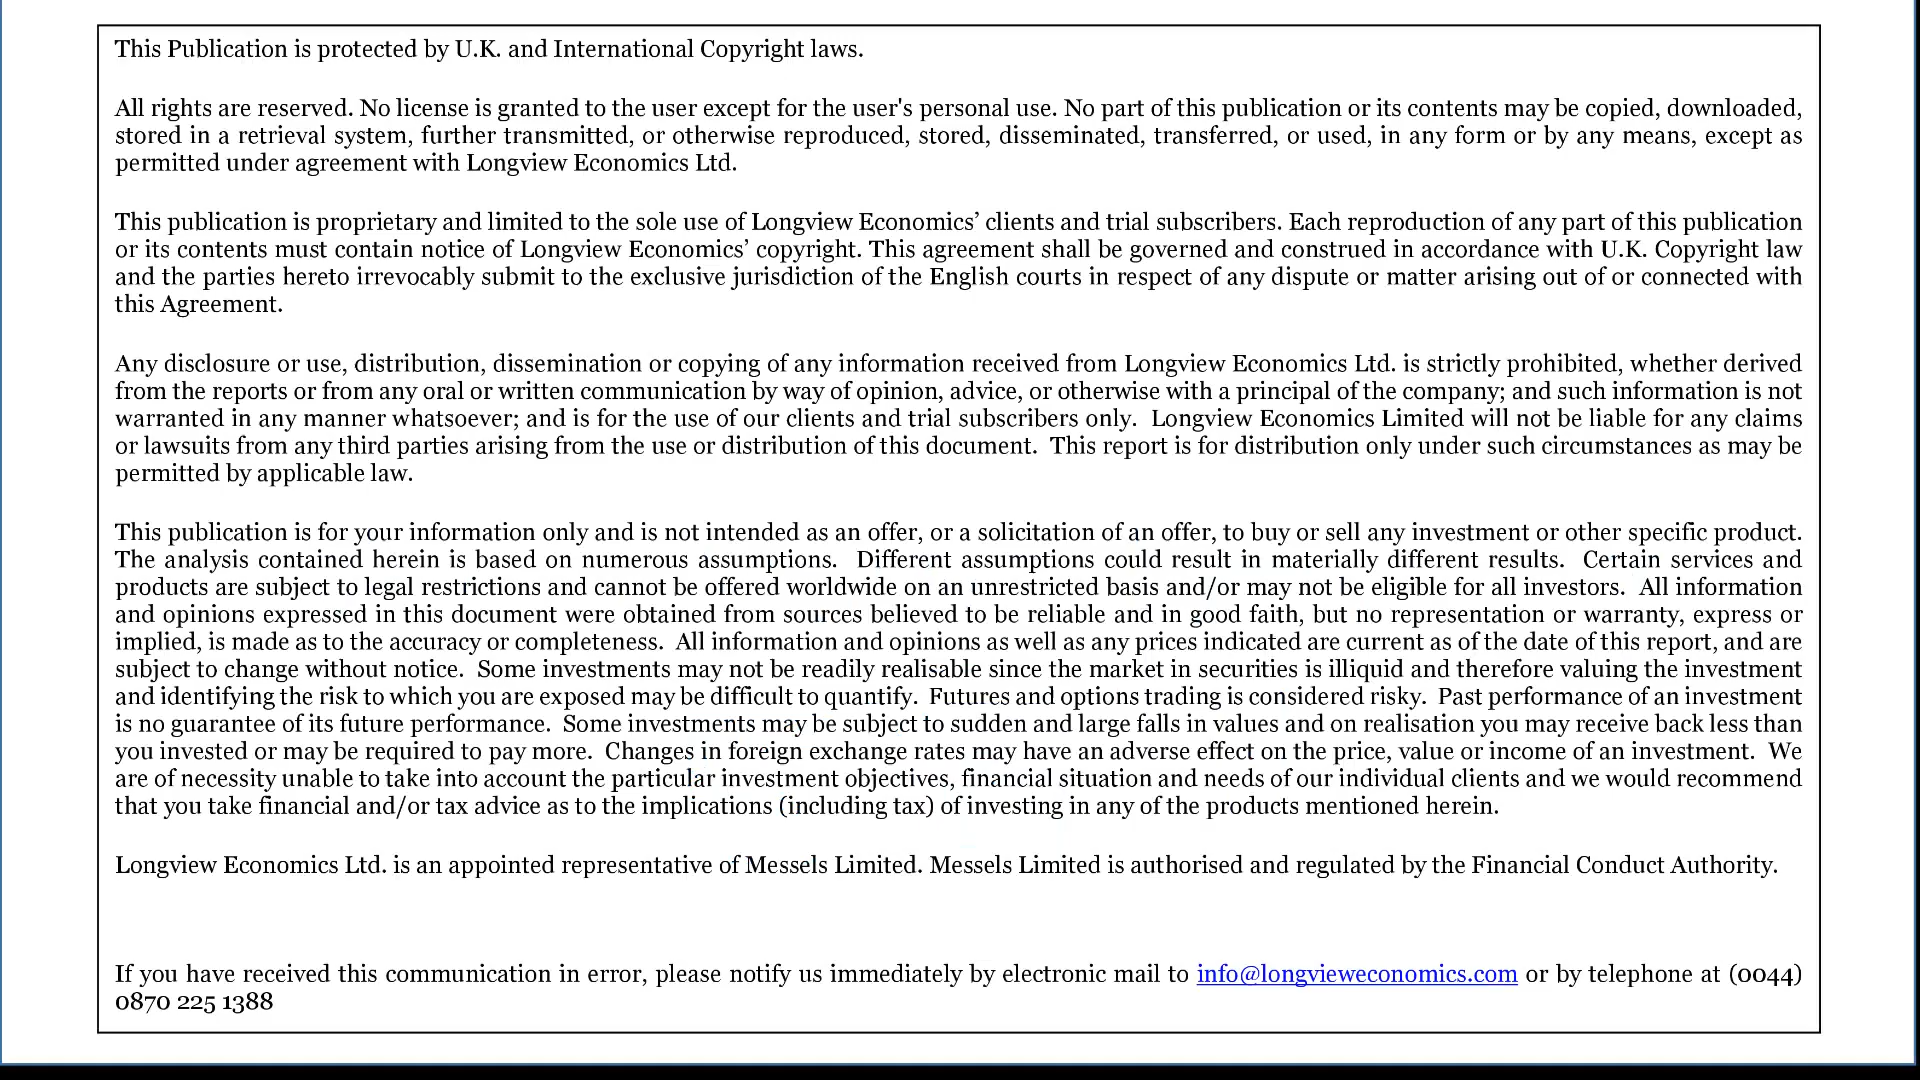 This Publication is protected by U.K. and International Copyright laws.
All rights are reserved. No license is granted to the user except for the user's personal use. No part of this publication or its contents may be copied, downloaded,
stored in a retrieval system, further transmitted, or otherwise reproduced, stored, disseminated, transferred, or used, in any form or by any means, except as
permitted under agreement with Longview Economics Ltd.
This publication is proprietary and limited to the sole use of Longview Economics’ clients and trial subscribers. Each reproduction of any part of this publication
or its contents must contain notice of Longview Economics’ copyright. This agreement shall be governed and construed in accordance with U.K. Copyright law
and the parties hereto irrevocably submit to the exclusive jurisdiction of the English courts in respect of any dispute or matter arising out of or connected with
this Agreement.
Any disclosure or use, distribution, dissemination or copying of any information received from Longview Economics Ltd. is strictly prohibited, whether derived
from the reports or from any oral or written communication by way of opinion, advice, or otherwise with a principal of the company; and such information is not
warranted in any manner whatsoever; and is for the use of our clients and trial subscribers only.  Longview Economics Limited will not be liable for any claims
or lawsuits from any third parties arising from the use or distribution of this document.  This report is for distribution only under such circumstances as may be
permitted by applicable law.
This publication is for your information only and is not intended as an offer, or a solicitation of an offer, to buy or sell any investment or other specific product.
The analysis contained herein is based on numerous assumptions.  Different assumptions could result in materially different results.  Certain services and
products are subject to legal restrictions and cannot be offered worldwide on an unrestricted basis and/or may not be eligible for all investors.  All information
and opinions expressed in this document were obtained from sources believed to be reliable and in good faith, but no representation or warranty, express or
implied, is made as to the accuracy or completeness.  All information and opinions as well as any prices indicated are current as of the date of this report, and are
subject to change without notice.  Some investments may not be readily realisable since the market in securities is illiquid and therefore valuing the investment
and identifying the risk to which you are exposed may be difficult to quantify.  Futures and options trading is considered risky.  Past performance of an investment
is no guarantee of its future performance.  Some investments may be subject to sudden and large falls in values and on realisation you may receive back less than
you invested or may be required to pay more.  Changes in foreign exchange rates may have an adverse effect on the price, value or income of an investment.  We
are of necessity unable to take into account the particular investment objectives, financial situation and needs of our individual clients and we would recommend
that you take financial and/or tax advice as to the implications (including tax) of investing in any of the products mentioned herein.
Longview Economics Ltd. is an appointed representative of Messels Limited. Messels Limited is authorised and regulated by the Financial Conduct Authority.
If you have received this communication in error, please notify us immediately by electronic mail to info@longvieweconomics.com or by telephone at (0044)
0870 225 1388